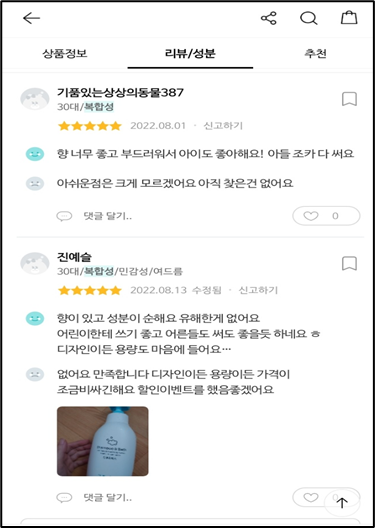 상품정보
리뷰/성분
추천
기품있는상상의동물387
30대/복합성
2022.08.01 · 신고하기
향 너무 좋고 부드러워서 아이도 좋아해요! 아들 조카 다 써요
아쉬운점은 크게 모르겠어요 아직 찾은건 없어요
댓글 달기..
0
진예슬
30대/복합성/민감성/여드름
2022.08.13 수정됨 · 신고하기
향이 있고 성분이 순해요 유해한게 없어요
어린이한테 쓰기 좋고 어른들도 써도 좋을듯 하네요 ㅎ
디자인이든 용량도 마음에 들어요…
없어요 만족합니다 디자인이든 용량이든 가격이
조금비싸긴해요 할인이벤트를 했음좋겠어요
댓글 달기..